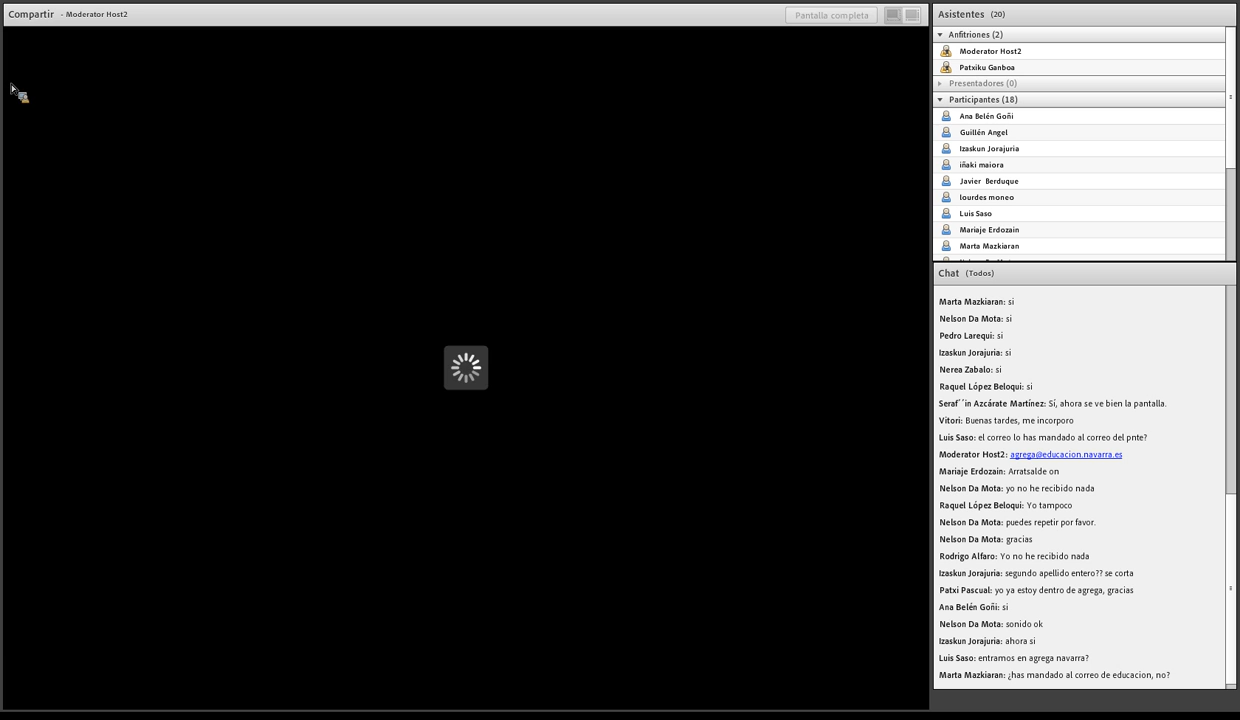 Compartir - Moderator Host2
Pantalla completa
Asistentes (20)
Anfitriones (2)
Moderator Host2
Patxiku Ganboa
Presentadores (0)
Participantes (18)
Ana Belén Goñi
Guillén Angel
Izaskun Jorajuria
iñaki maiora
Javier Berduque
lourdes moneo
Luis Saso
Mariaje Erdozain
Marta Mazkiaran
Chat (Todos)
Marta Mazkiaran: si
Nelson Da Mota: si
Pedro Larequi: si
Izaskun Jorajuria: si
Nerea Zabalo: si
Raquel López Beloqui: si
Seraf´´in Azcárate Martínez: Sí, ahora se ve bien la pantalla.
Vitori: Buenas tardes, me incorporo
Luis Saso: el correo lo has mandado al correo del pnte?
Moderator Host2: agrega@educacion.navarra.es
Mariaje Erdozain: Arratsalde on
Nelson Da Mota: yo no he recibido nada
Raquel López Beloqui: Yo tampoco
Nelson Da Mota: puedes repetir por favor.
Nelson Da Mota: gracias
Rodrigo Alfaro: Yo no he recibido nada
Izaskun Jorajuria: segundo apellido entero?? se corta
Patxi Pascual: yo ya estoy dentro de agrega, gracias
Ana Belén Goñi: si
Nelson Da Mota: sonido ok
Izaskun Jorajuria: ahora si
Luis Saso: entramos en agrega navarra?
Marta Mazkiaran: ¿has mandado al correo de educacion, no?